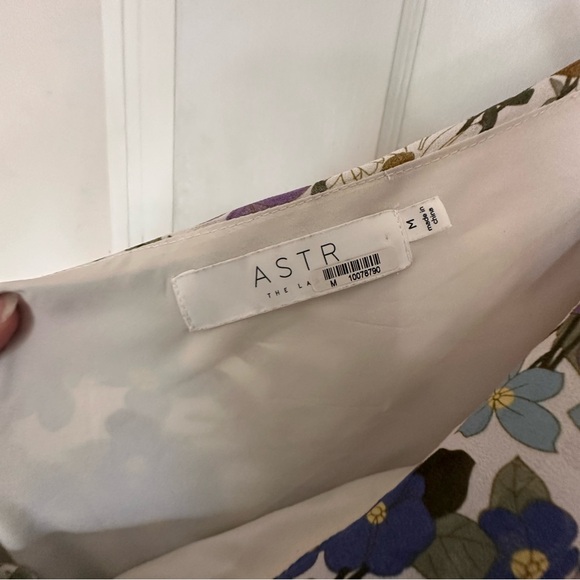 ASTR
THE LA
M 10078790
M
made in
china